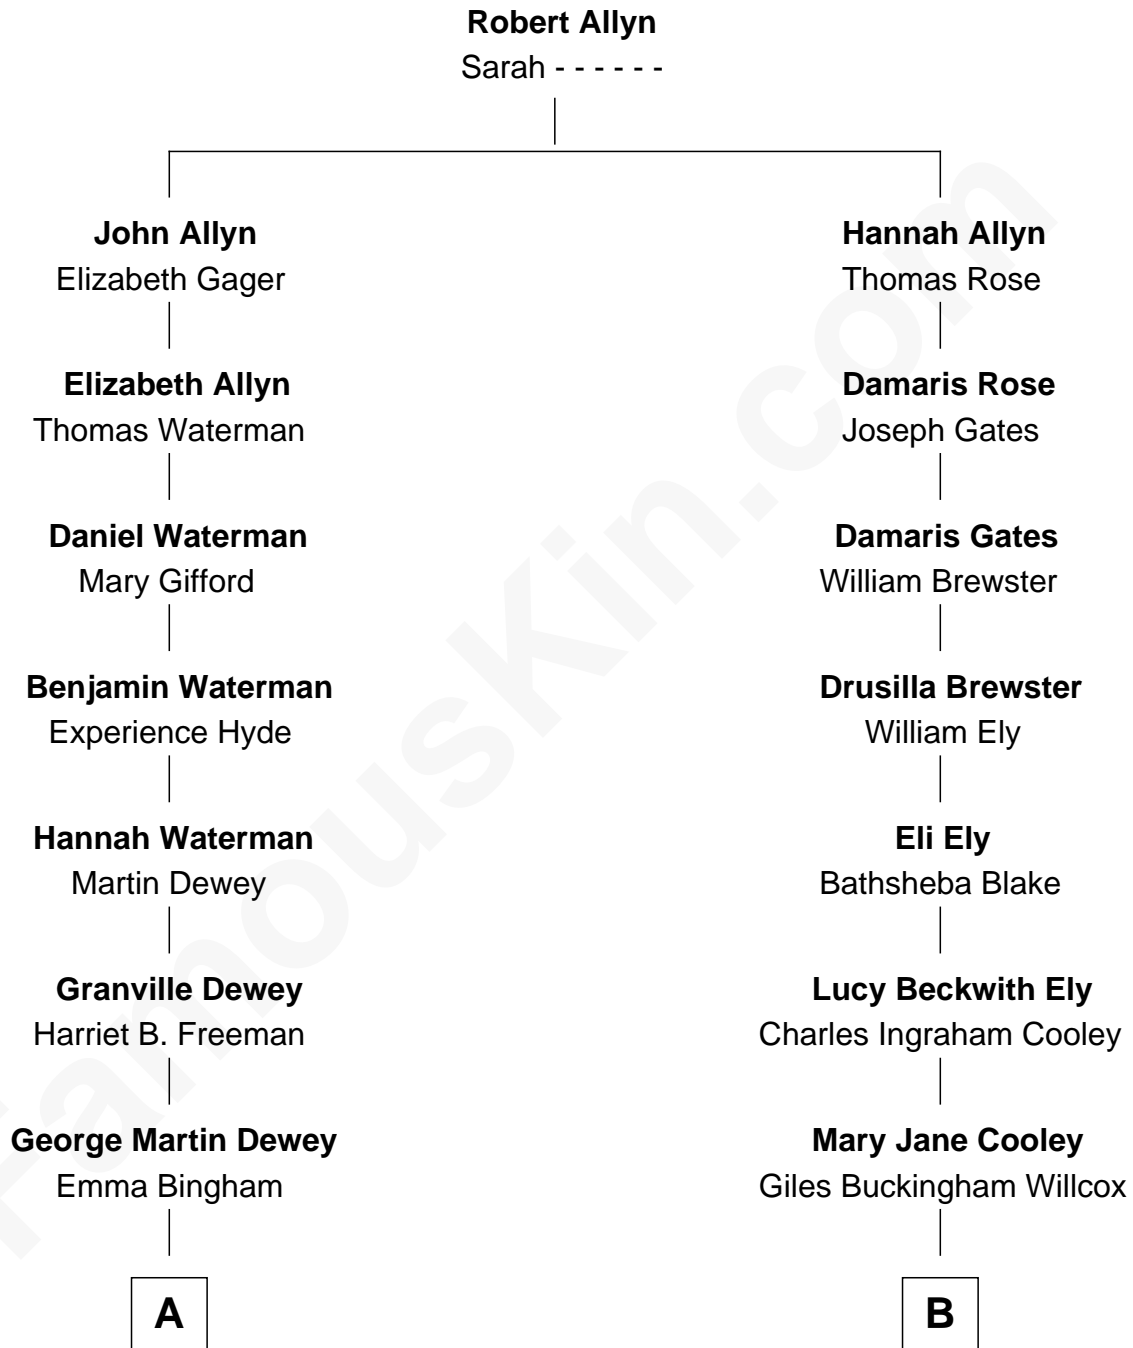 Robert Allyn
Sarah - - - - - -
John Allyn
Elizabeth Gager
Hannah Allyn
Thomas Rose
Elizabeth Allyn
Thomas Waterman
Damaris Rose
Joseph Gates
Daniel Waterman
Mary Gifford
Damaris Gates
William Brewster
Benjamin Waterman
Experience Hyde
Drusilla Brewster
William Ely
Hannah Waterman
Martin Dewey
Eli Ely
Bathsheba Blake
Granville Dewey
Harriet B. Freeman
Lucy Beckwith Ely
Charles Ingraham Cooley
George Martin Dewey
Emma Bingham
Mary Jane Cooley
Giles Buckingham Willcox
A
B
FamousKin.com